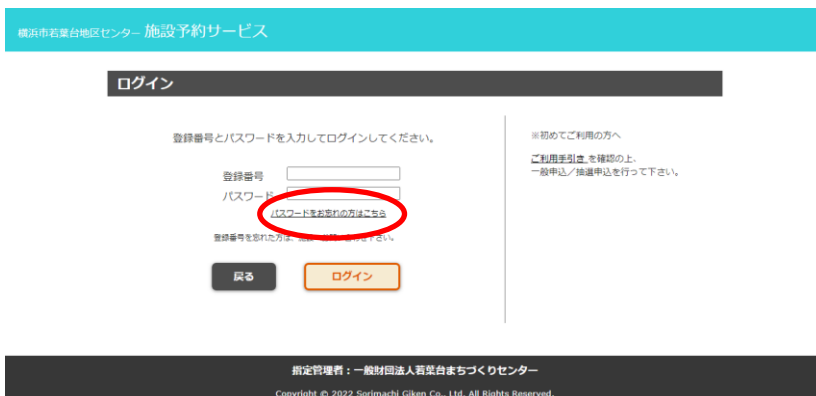 横浜市若葉台地区センター 施設予約サービス
ログイン
登録番号とパスワードを入力してログインしてください。
登録番号
パスワード
パスワードをお忘れの方はこちら
登録番号を忘れた方は、
戻る
ログイン
※初めてご利用の方へ
ご利用手引き を確認の上、
一般申込／抽選申込を行って下さい。
指定管理者：一般財団法人若葉台まちづくりセンター
Copyright © 2022 Sorimachi Giken Co., Ltd. All Rights Reserved.